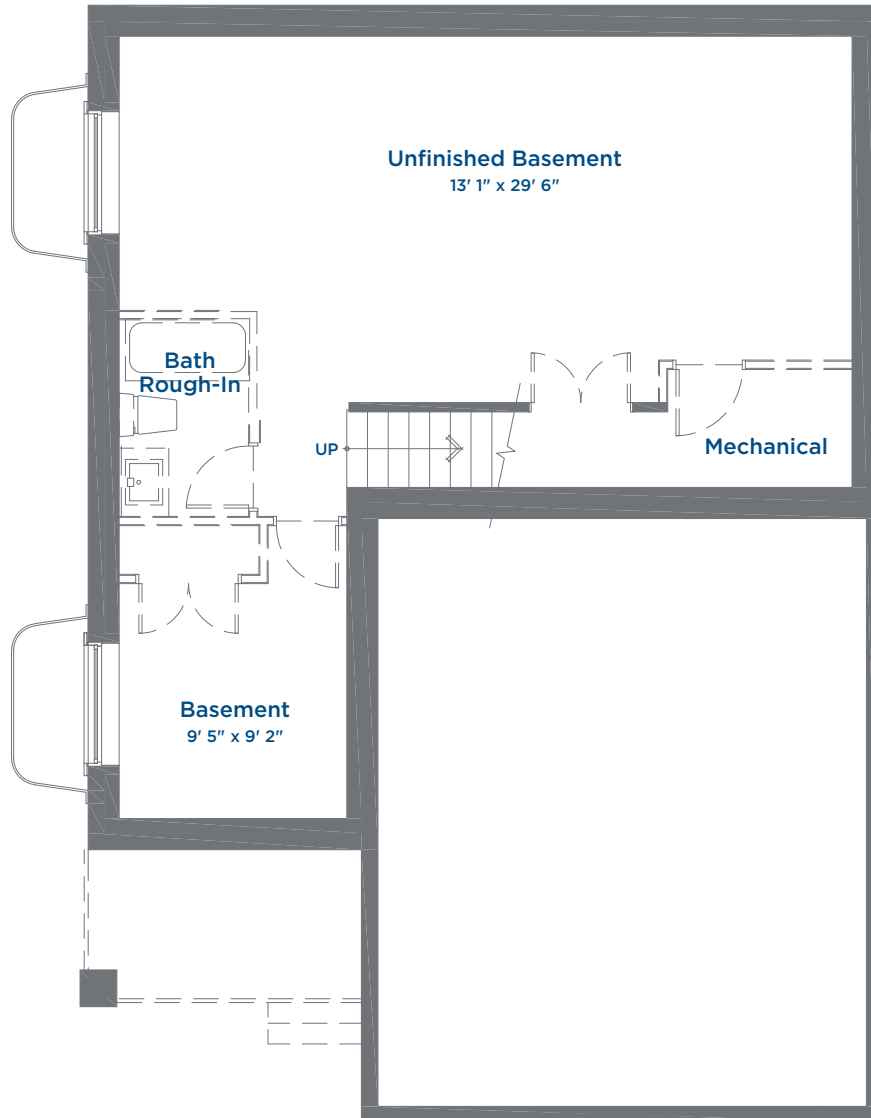 Unfinished Basement
13' 1" x 29' 6"
Bath
Rough-In
UP
Mechanical
Basement
9' 5" x 9' 2"